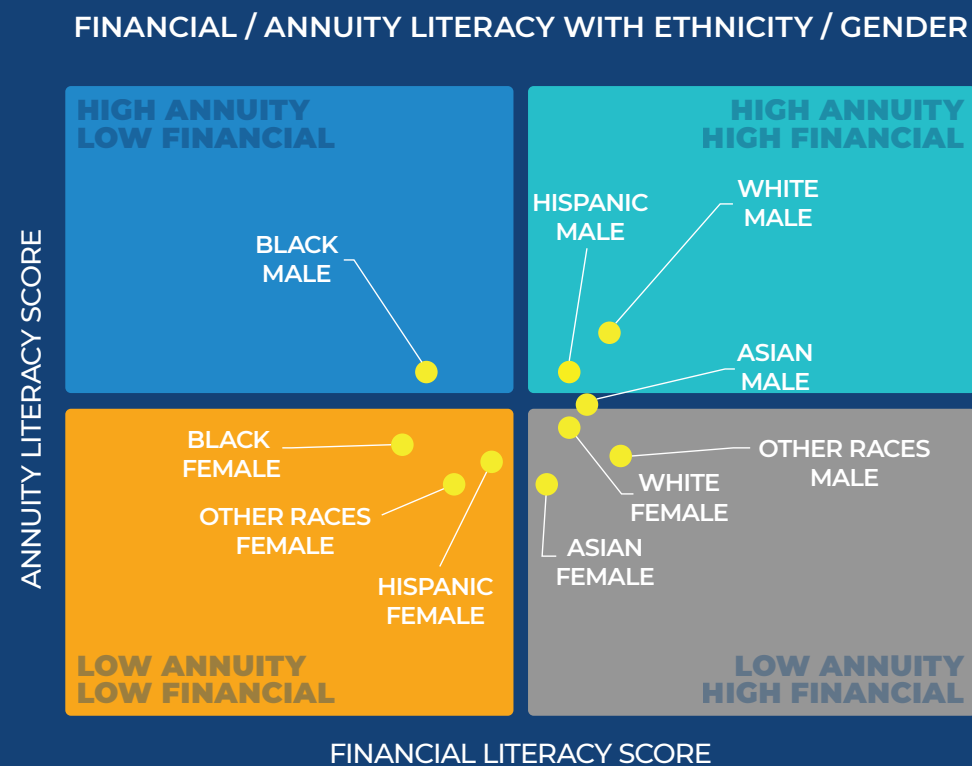 FINANCIAL / ANNUITY LITERACY WITH ETHNICITY / GENDER
HIGH ANNUITY
LOW FINANCIAL
HIGH ANNUITY
HIGH FINANCIAL
BLACK
MALE
HISPANIC
MALE
WHITE
MALE
ASIAN
MALE
ANNUITY LITERACY SCORE
BLACK
FEMALE
OTHER RACES
FEMALE
HISPANIC
FEMALE
OTHER RACES
MALE
WHITE
FEMALE
ASIAN
FEMALE
LOW ANNUITY
LOW FINANCIAL
LOW ANNUITY
HIGH FINANCIAL
FINANCIAL LITERACY SCORE